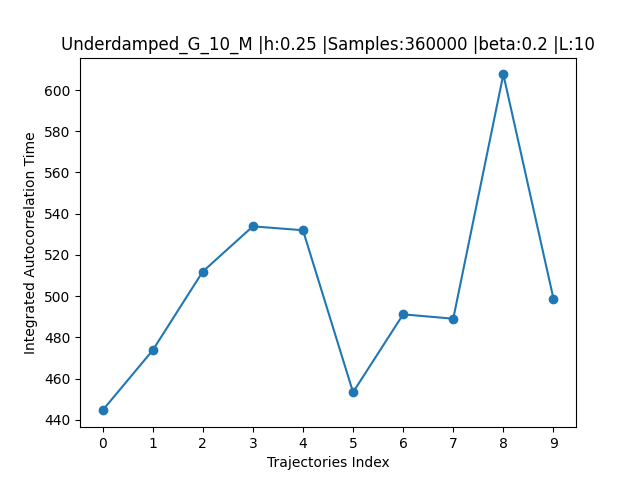 Underdamped_G_10_M |h:0.25 |Samples:360000 |beta:0.2 |L:10
Integrated Autocorrelation Time
600
580
560
540
520
500
480
460
440
0 1 2 3 4 5 6 7 8 9
Trajectories Index